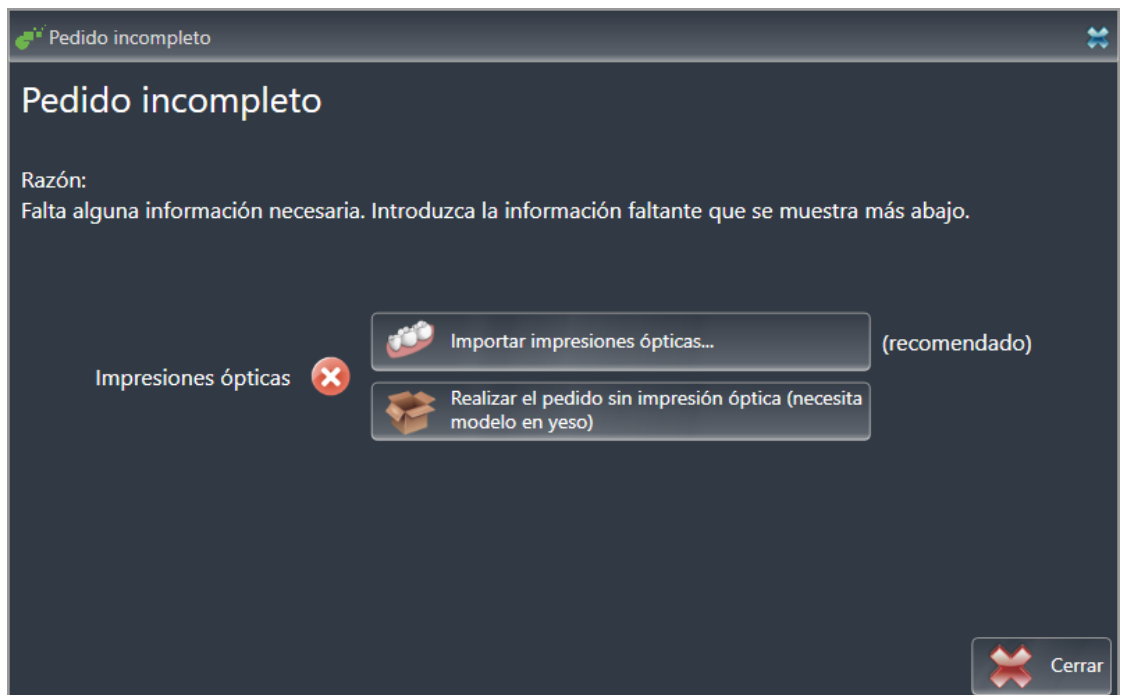 Pedido incompleto
Pedido incompleto
Razón:
Falta alguna información necesaria. Introduzca la información faltante que se muestra más abajo.
Importar impresiones ópticas...
(recomendado)
Impresiones ópticas
Realizar el pedido sin impresión óptica (necesita
modelo en yeso)
Cerrar